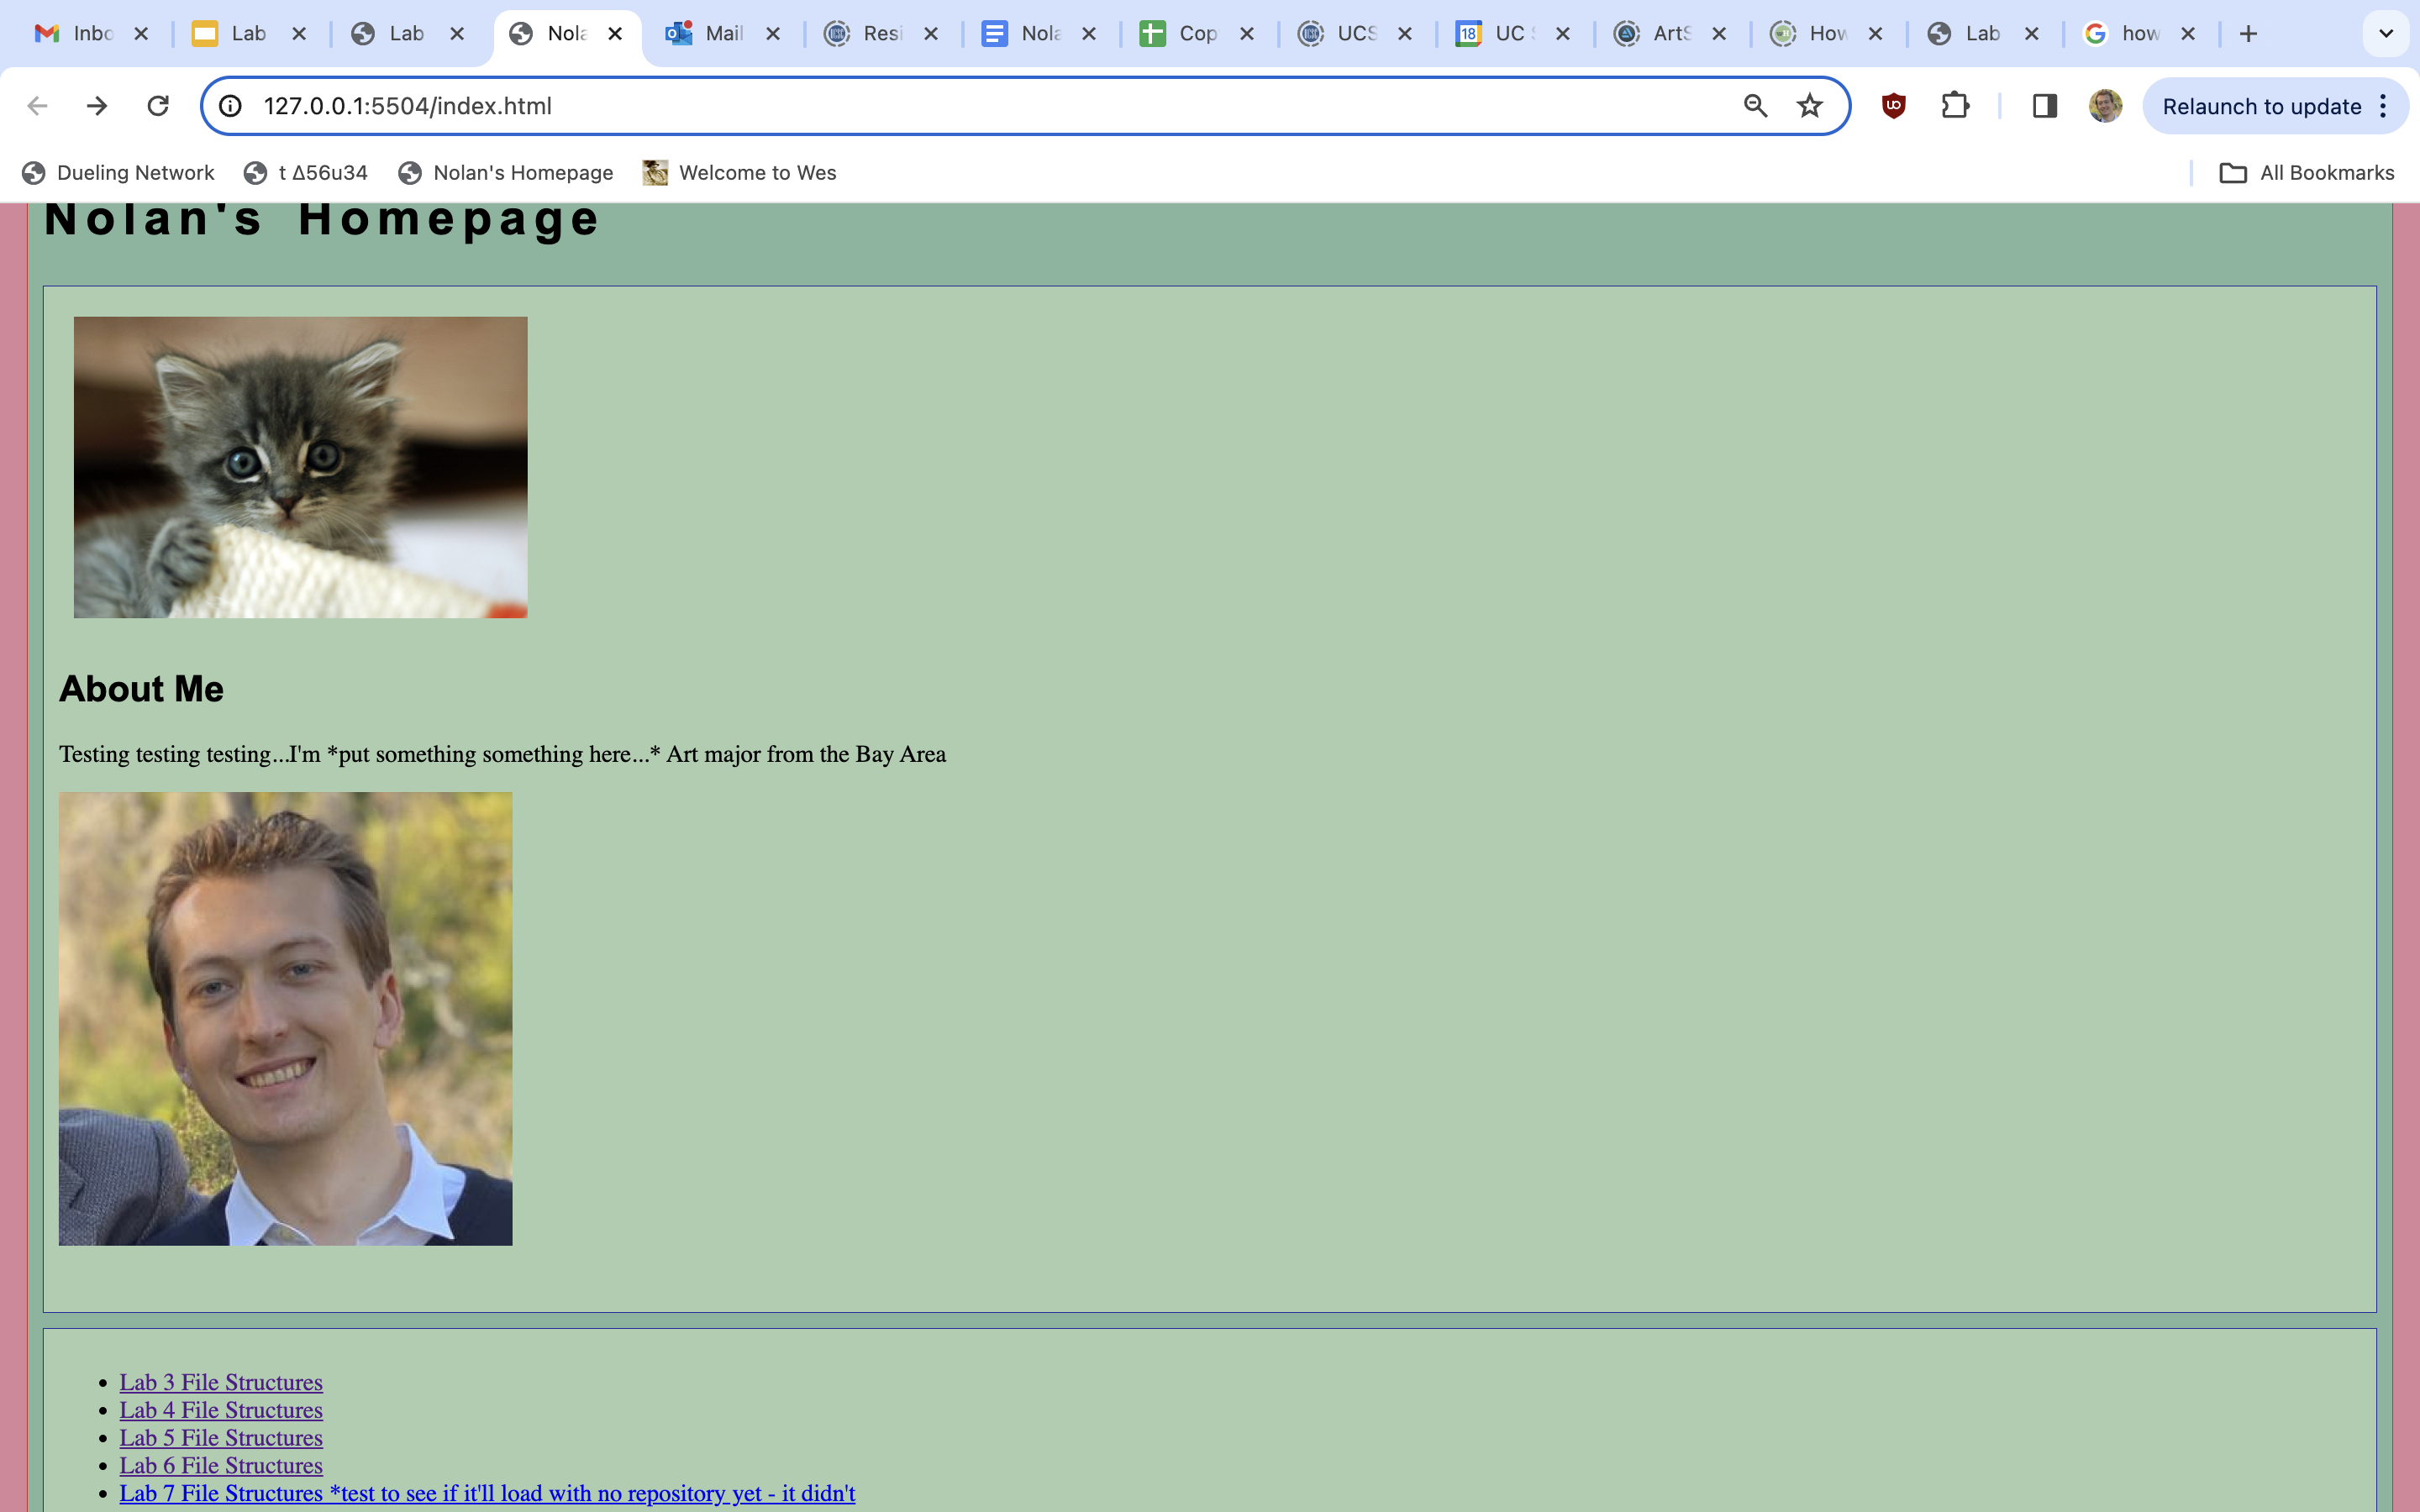 Inbo Lab Lab Nola Mail Resi Nola Cop UCS 18 UC ArtS How Lab how
127.0.0.1:5504/index.html Relaunch to update
Dueling Network t Δ56u34 Nolan's Homepage Welcome to Wes All Bookmarks
Nolan's Homepage
About Me
Testing testing testing...I'm *put something something here...* Art major from the Bay Area
• Lab 3 File Structures
• Lab 4 File Structures
• Lab 5 File Structures
• Lab 6 File Structures
• Lab 7 File Structures *test to see if it'll load with no repository yet - it didn't